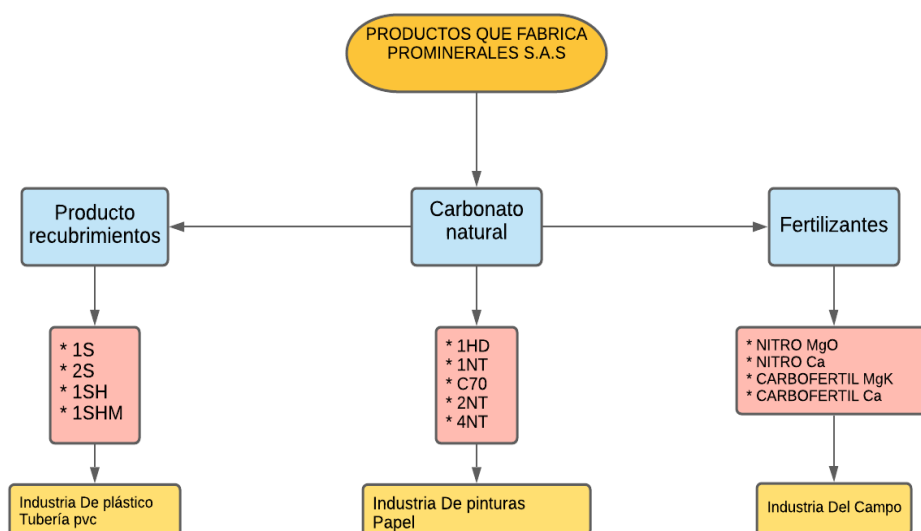 PRODUCTOS QUE FABRICA
PROMINERALES S.A.S
Producto
recubrimientos
Carbonato
natural
Fertilizantes
* 1S
* 2S
* 1SH
* 1SHM
* 1HD
* 1NT
* C70
* 2NT
* 4NT
* NITRO MgO
* NITRO Ca
* CARBOFERTIL MgK
* CARBOFERTIL Ca
Industria De plástico
Tubería pvc
Industria De pinturas
Papel
Industria Del Campo